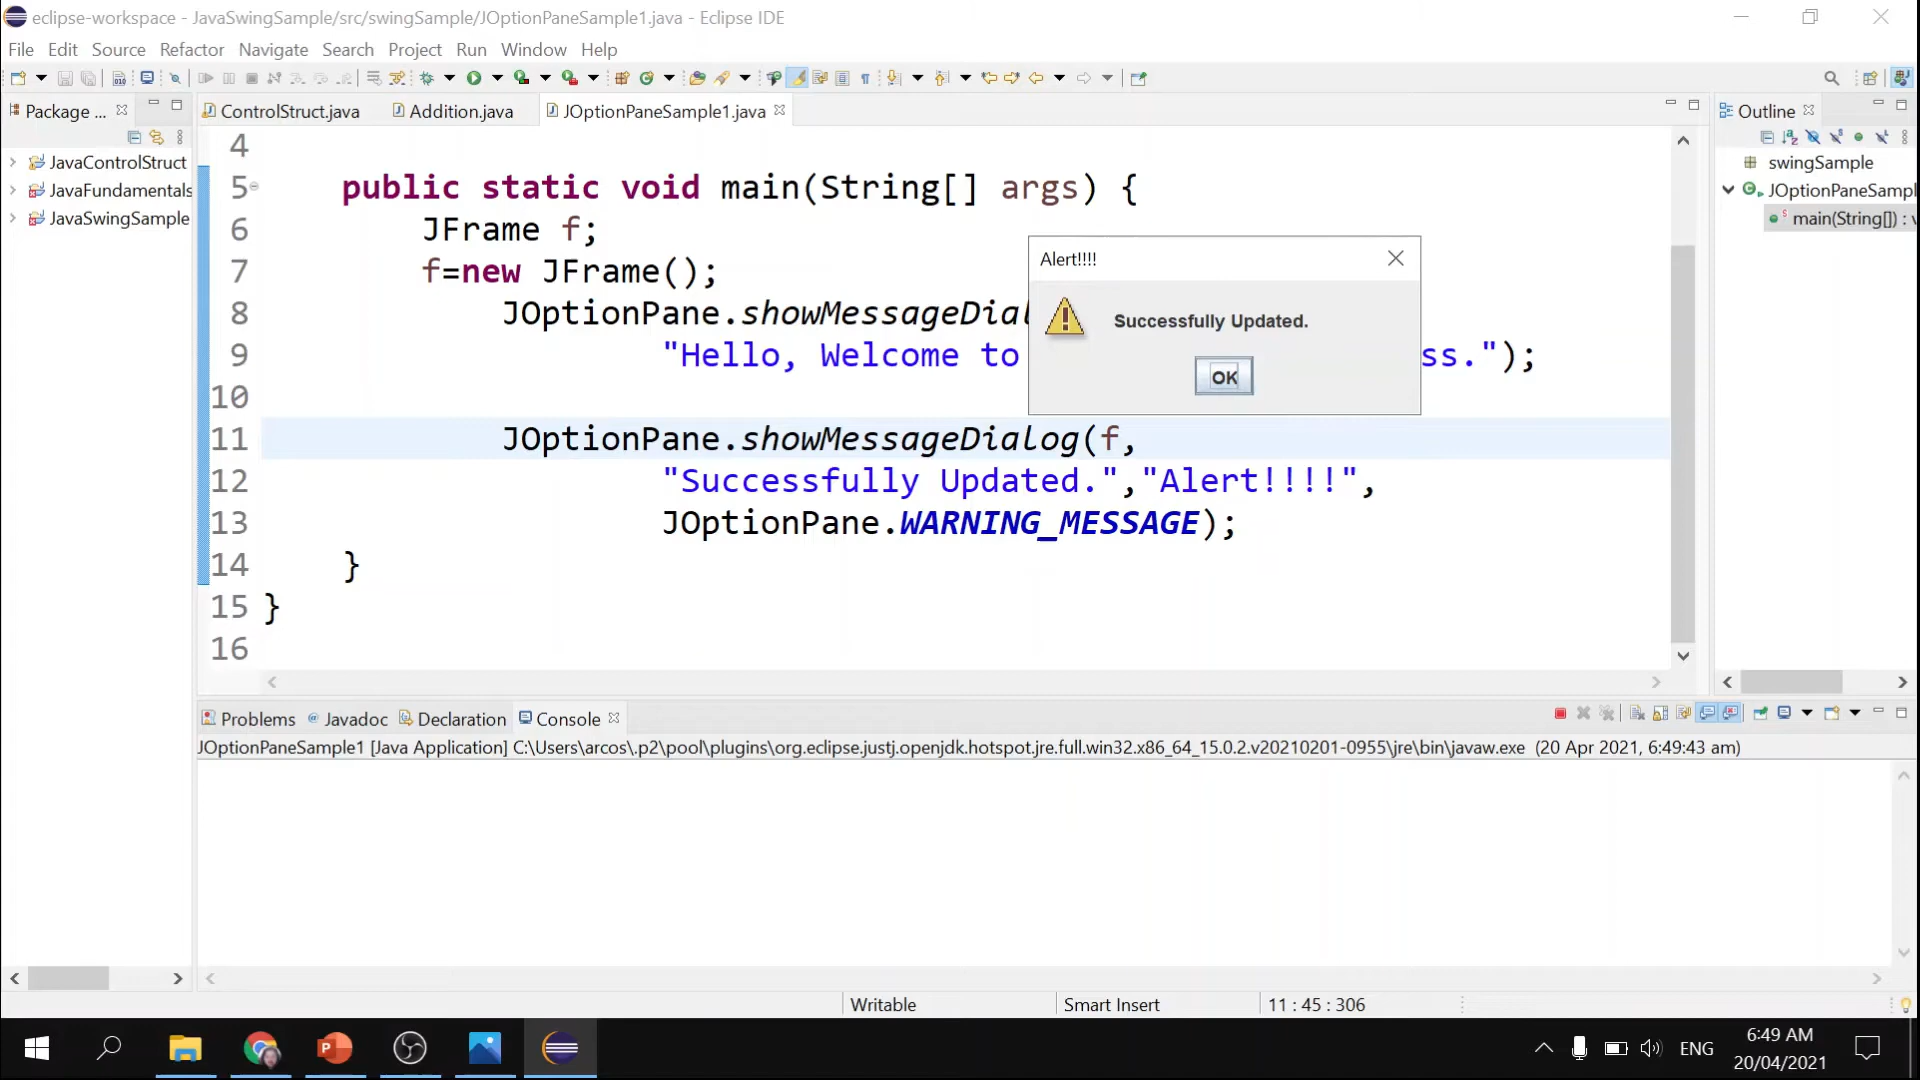 eclipse-workspace - JavaSwingSample/src/swingSample/JOptionPaneSample1.java - Eclipse IDE
File Edit Source Refactor Navigate Search Project Run Window Help
Package ...
ControlStruct.java
Addition.java
JOptionPaneSample1.java
Outline
JavaControlStruct
JavaFundamentals
JavaSwingSample
4
5 public static void main(String[] args) {
6 JFrame f;
7 f=new JFrame();
8 JOptionPane.showMessageDial
9 "Hello, Welcome to ss.");
10
11 JOptionPane.showMessageDialog(f,
12 "Successfully Updated.","Alert!!!!",
13 JOptionPane.WARNING_MESSAGE);
14 }
15 }
16
Alert!!!!
Successfully Updated.
OK
swingSample
JOptionPaneSampl
main(String[]) : v
Problems
Javadoc
Declaration
Console
JOptionPaneSample1 [Java Application] C:\Users\arcos\.p2\pool\plugins\org.eclipse.justj.openjdk.hotspot.jre.full.win32.x86_64_15.0.2.v20210201-0955\jre\bin\javaw.exe (20 Apr 2021, 6:49:43 am)
Writable
Smart Insert
11 : 45 : 306
ENG
6:49 AM
20/04/2021